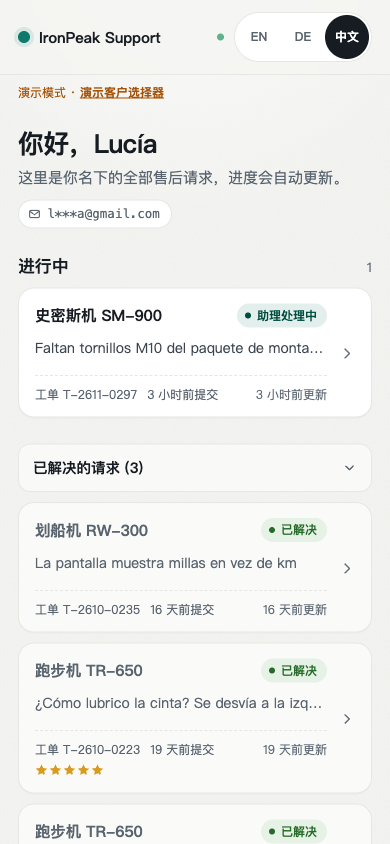 IronPeak Support
EN
DE
中文
演示模式 · 演示客户选择器
你好，Lucía
这里是你名下的全部售后请求，进度会自动更新。
l***a@gmail.com
进行中
1
史密斯机 SM-900
助理处理中
Faltan tornillos M10 del paquete de monta...
工单 T-2611-0297 3 小时前提交 3 小时前更新
已解决的请求 (3)
划船机 RW-300
已解决
La pantalla muestra millas en vez de km
工单 T-2610-0235 16 天前提交 16 天前更新
跑步机 TR-650
已解决
¿Cómo lubrico la cinta? Se desvía a la izq...
工单 T-2610-0223 19 天前提交 19 天前更新
★★★★★
跑步机 TR-650
已解决